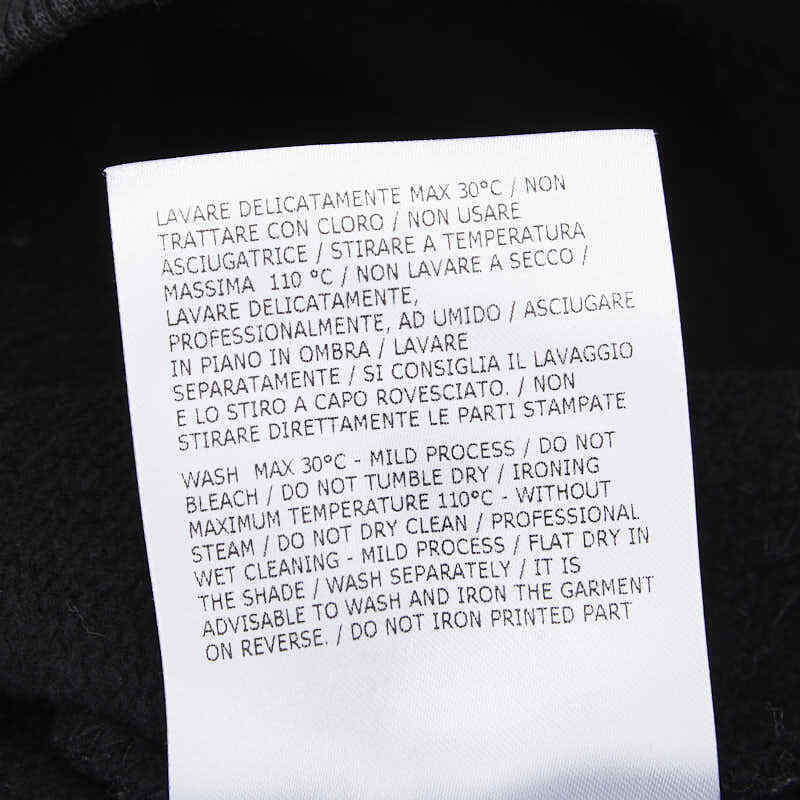 LAVARE DELICATAMENTE MAX 30°C / NON
TRATTARE CON CLORO / NON USARE
ASCIUGATRICE / STIRARE A TEMPERATURA
MASSIMA 110 °C / NON LAVARE A SECCO /
LAVARE DELICATAMENTE,
PROFESSIONALMENTE, AD UMIDO / ASCIUGARE
IN PIANO IN OMBRA / LAVARE
SEPARATAMENTE / SI CONSIGLIA IL LAVAGGIO
E LO STIRO A CAPO ROVESCIATO. / NON
STIRARE DIRETTAMENTE LE PARTI STAMPATE
WASH MAX 30°C - MILD PROCESS / DO NOT
BLEACH / DO NOT TUMBLE DRY / IRONING
MAXIMUM TEMPERATURE 110°C - WITHOUT
STEAM / DO NOT DRY CLEAN / PROFESSIONAL
WET CLEANING - MILD PROCESS / FLAT DRY IN
THE SHADE / WASH SEPARATELY / IT IS
ADVISABLE TO WASH AND IRON THE GARMENT
ON REVERSE. / DO NOT IRON PRINTED PART